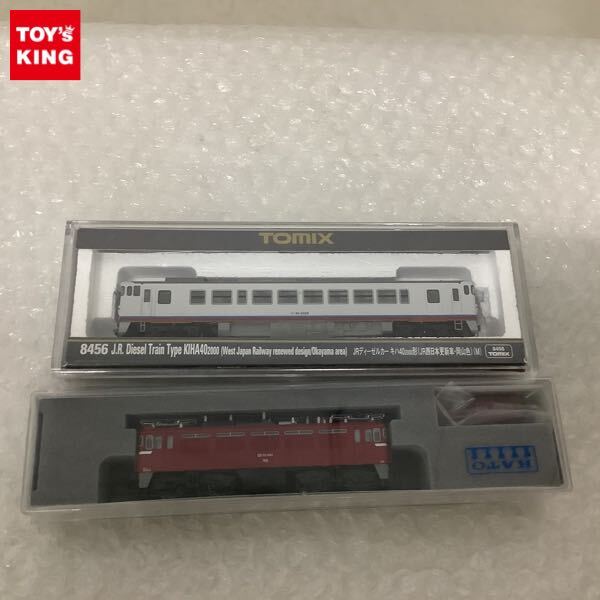 TOY's
KING
TOMIX
8456 J.R. Diesel Train Type KIHA402000 (West Japan Railway renewed design/Okayama area) JRディーゼルカー キハ40 2000形(JR西日本更新車・岡山色)(M)
8456
TOMIX
KATO